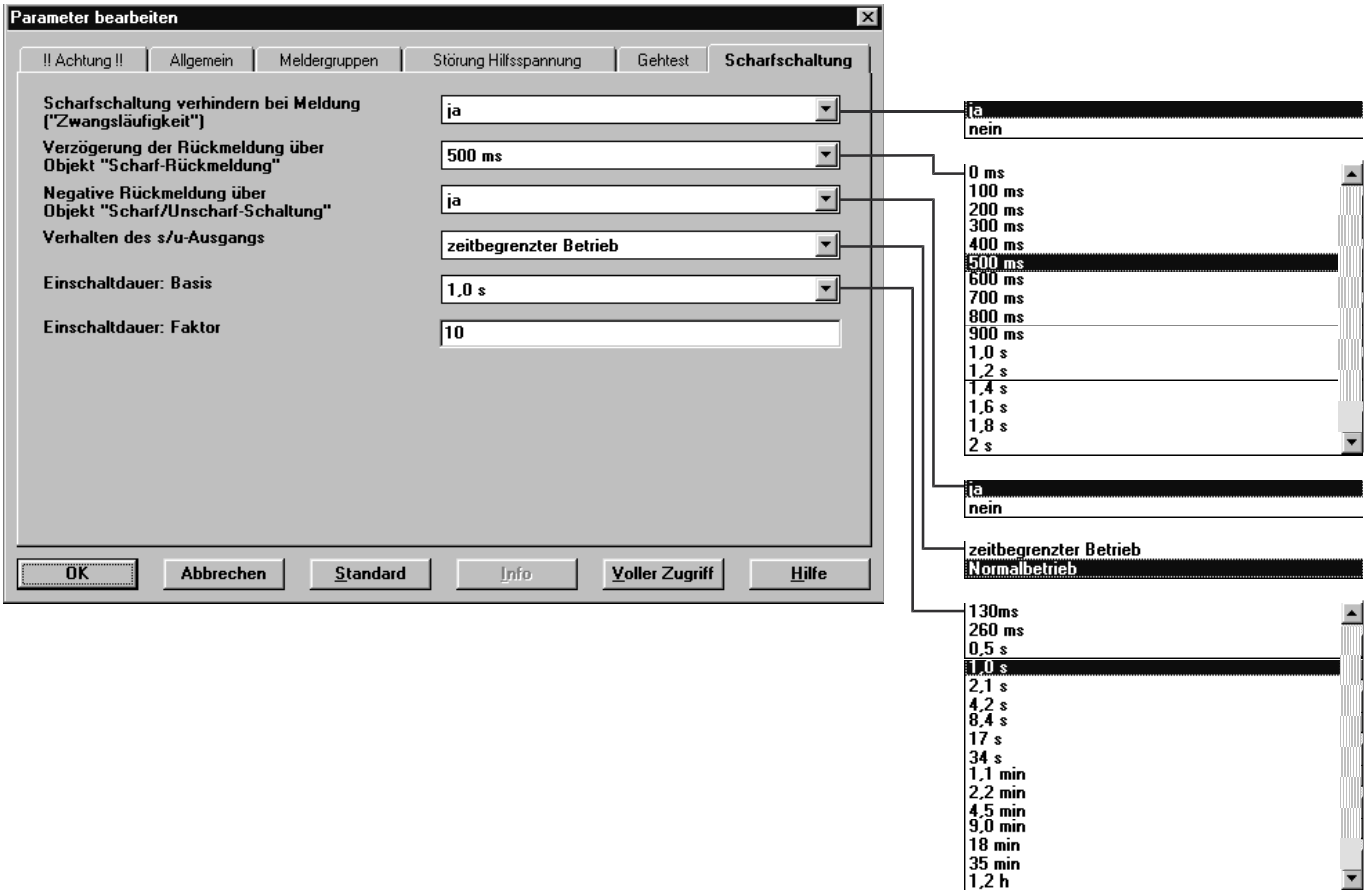 Parameter bearbeiten
!! Achtung !!
Allgemein
Meldergruppen
Störung Hilfsspannung
Gehtest
Scharfschaltung
Scharfschaltung verhindern bei Meldung
("Zwangsläufigkeit")
ja
Verzögerung der Rückmeldung über
Objekt "Scharf-Rückmeldung"
500 ms
Negative Rückmeldung über
Objekt "Scharf/Unscharf-Schaltung"
ja
Verhalten des s/u-Ausgangs
zeitbegrenzter Betrieb
Einschaltdauer: Basis
1,0 s
Einschaltdauer: Faktor
10
OK
Abbrechen
Standard
Info
Voller Zugriff
Hilfe
ja
nein
0 ms
100 ms
200 ms
300 ms
400 ms
500 ms
600 ms
700 ms
800 ms
900 ms
1,0 s
1,2 s
1,4 s
1,6 s
1,8 s
2 s
ja
nein
zeitbegrenzter Betrieb
Normalbetrieb
130ms
260 ms
0,5 s
1,0 s
2,1 s
4,2 s
8,4 s
17 s
34 s
1,1 min
2,2 min
4,5 min
9,0 min
18 min
35 min
1,2 h